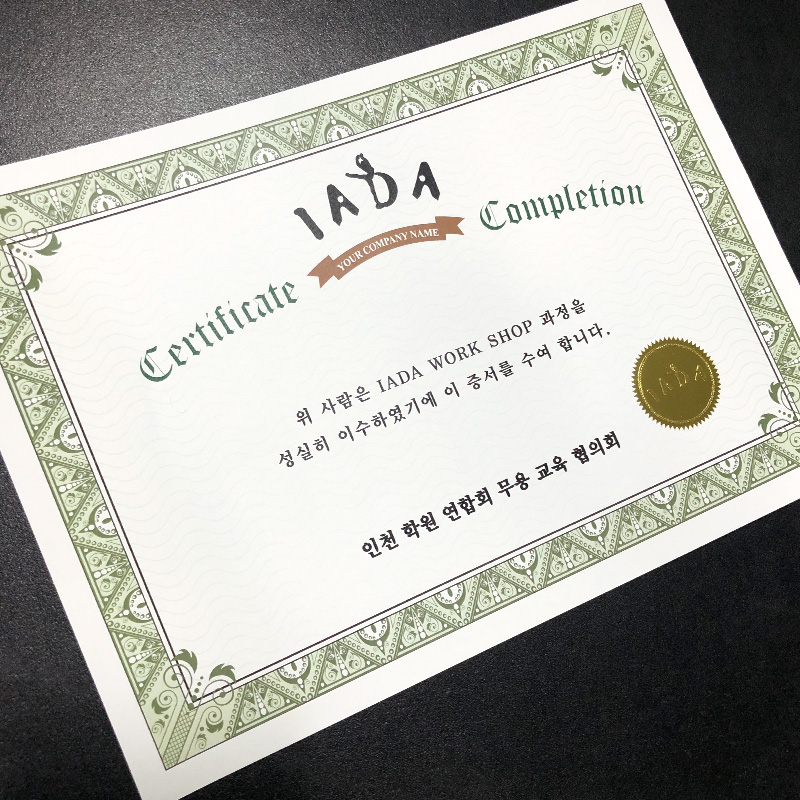 IADA
YOUR COMPANY NAME
Certificate Completion
위 사람은 IADA WORK SHOP 과정을
성실히 이수하였기에 이 증서를 수여 합니다.
IADA
인천 학원 연합회 무용 교육 협의회